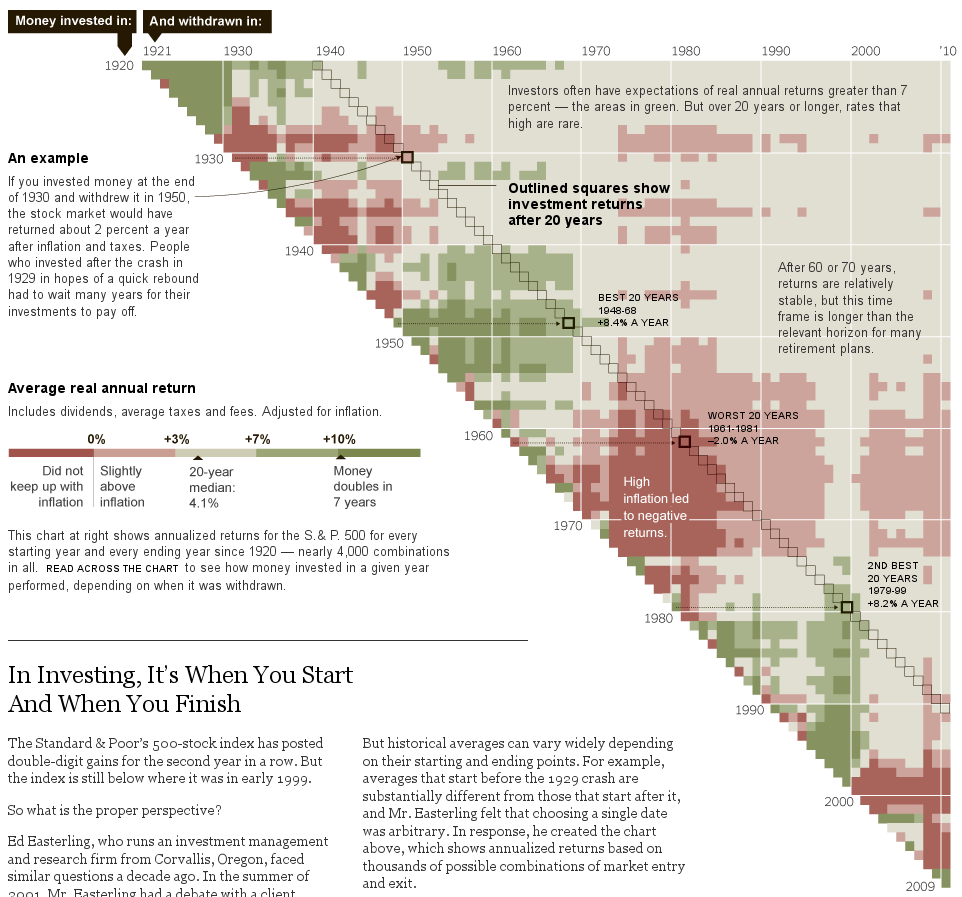 Money invested in:
And withdrawn in:
1921
1930
1940
1950
1960
1970
1980
1990
2000
'10
1920
Investors often have expectations of real annual returns greater than 7
percent — the areas in green. But over 20 years or longer, rates that
high are rare.
An example
1930
If you invested money at the end
of 1930 and withdrew it in 1950,
the stock market would have
returned about 2 percent a year
after inflation and taxes. People
who invested after the crash in
1929 in hopes of a quick rebound
had to wait many years for their
investments to pay off.
Outlined squares show
investment returns
after 20 years
1940
After 60 or 70 years,
returns are relatively
stable, but this time
frame is longer than the
relevant horizon for many
retirement plans.
BEST 20 YEARS
1948-68
+8.4% A YEAR
1950
Average real annual return
Includes dividends, average taxes and fees. Adjusted for inflation.
0%
+3%
+7%
+10%
Did not
keep up with
inflation
Slightly
above
inflation
20-year
median:
4.1%
Money
doubles in
7 years
WORST 20 YEARS
1961-1981
–2.0% A YEAR
1960
High
inflation led
to negative
returns.
1970
This chart at right shows annualized returns for the S.& P. 500 for every
starting year and every ending year since 1920 — nearly 4,000 combinations
in all. READ ACROSS THE CHART to see how money invested in a given year
performed, depending on when it was withdrawn.
2ND BEST
20 YEARS
1979-99
+8.2% A YEAR
1980
In Investing, It's When You Start
And When You Finish
1990
The Standard & Poor's 500-stock index has posted
double-digit gains for the second year in a row. But
the index is still below where it was in early 1999.
So what is the proper perspective?
Ed Easterling, who runs an investment management
and research firm from Corvallis, Oregon, faced
similar questions a decade ago. In the summer of
2001, Mr. Easterling had a debate with a client
But historical averages can vary widely depending
on their starting and ending points. For example,
averages that start before the 1929 crash are
substantially different from those that start after it,
and Mr. Easterling felt that choosing a single date
was arbitrary. In response, he created the chart
above, which shows annualized returns based on
thousands of possible combinations of market entry
and exit.
2000
2009